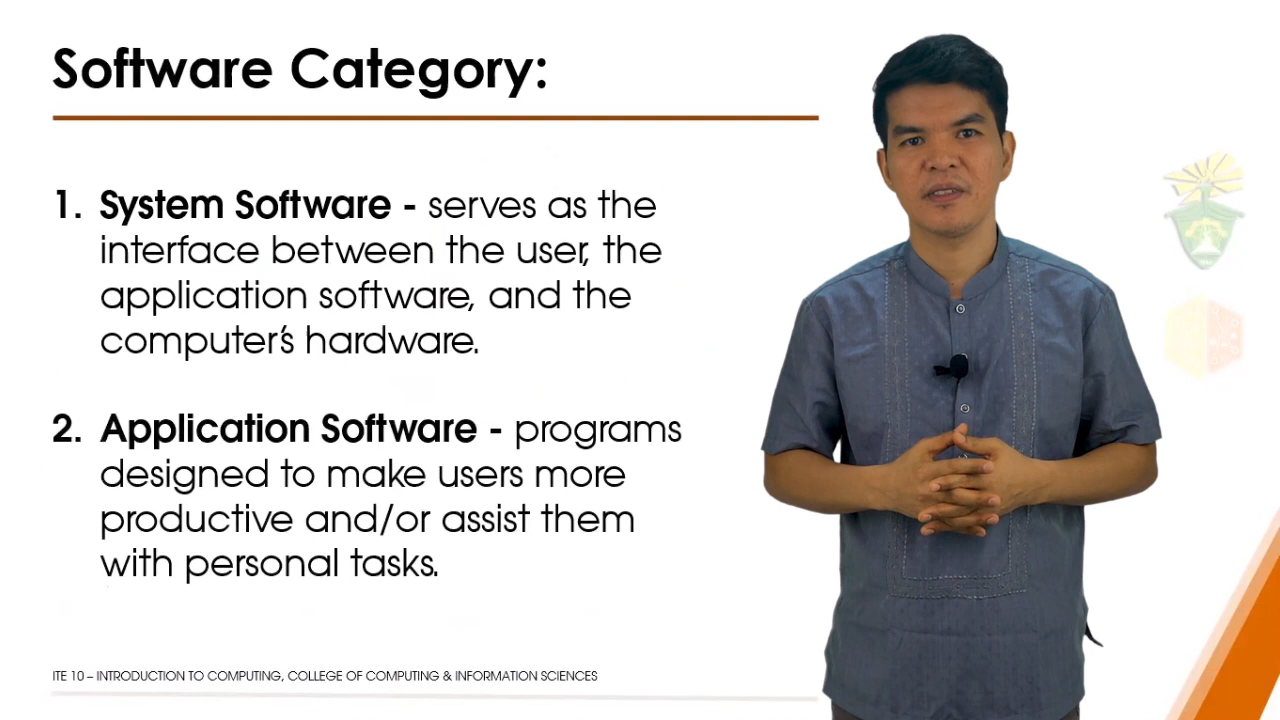 Software Category:
1. System Software - serves as the
interface between the user, the
application software, and the
computer's hardware.
2. Application Software - programs
designed to make users more
productive and/or assist them
with personal tasks.
ITE 10 – INTRODUCTION TO COMPUTING, COLLEGE OF COMPUTING & INFORMATION SCIENCES